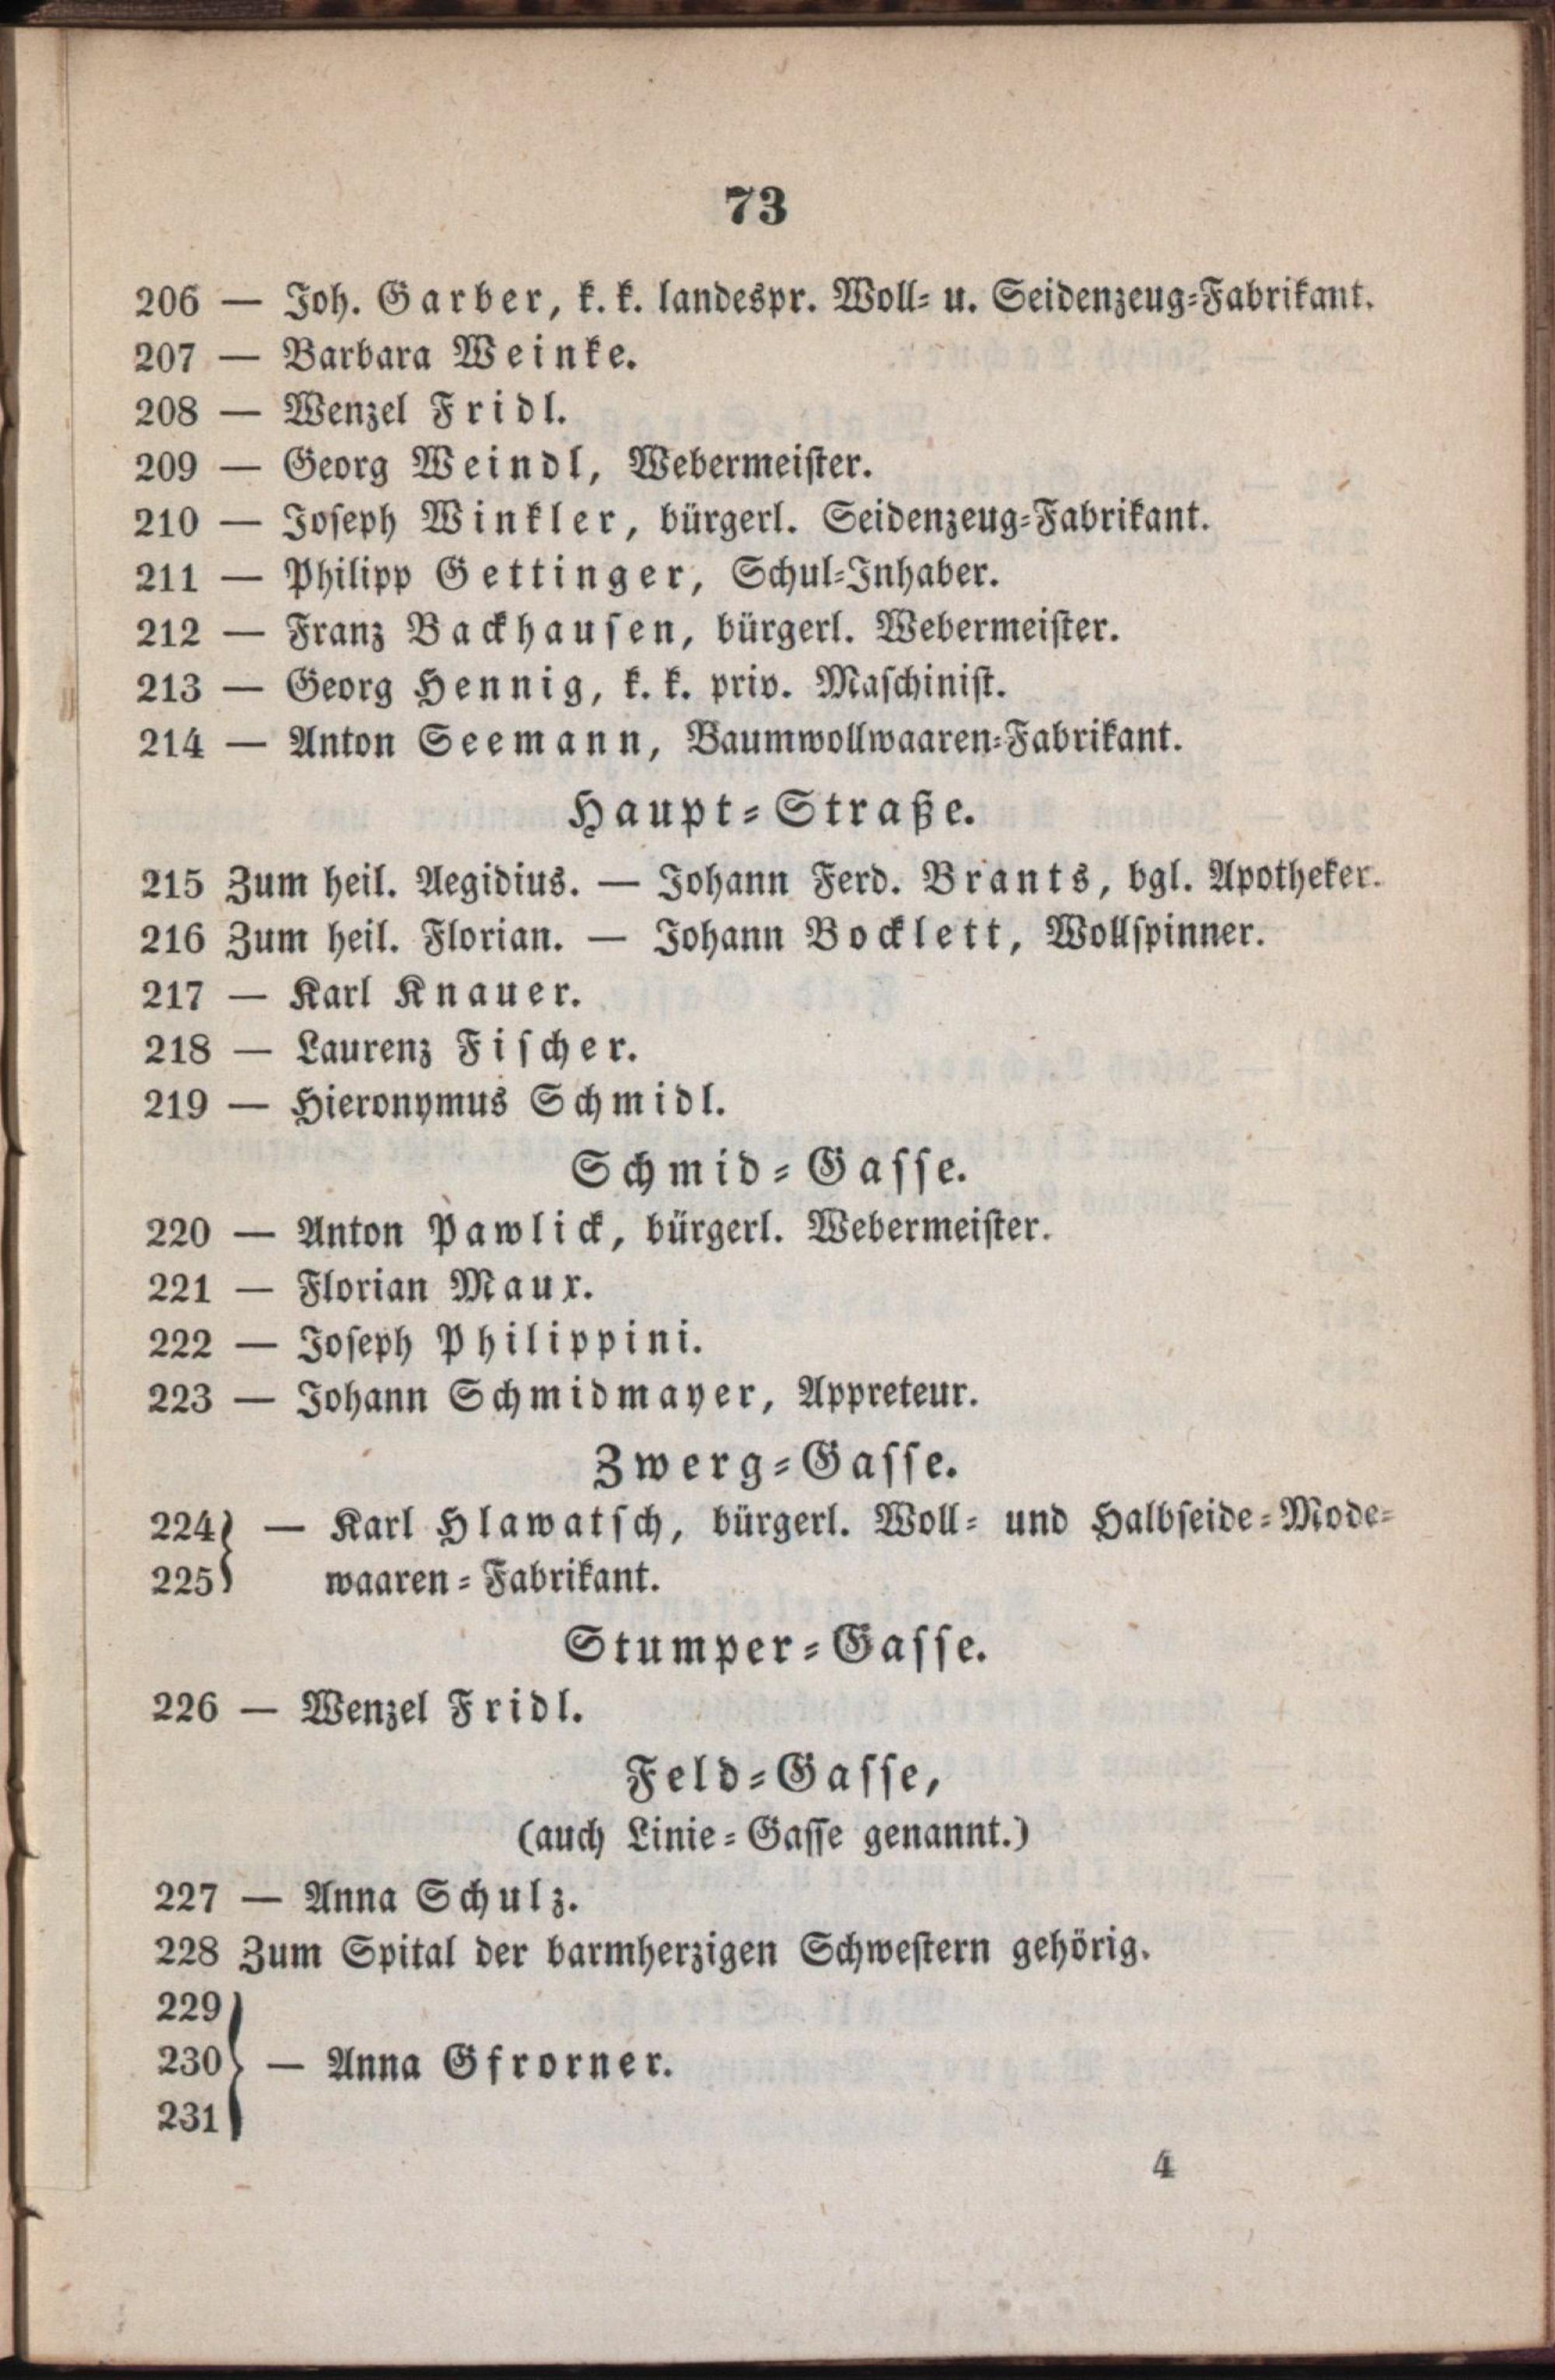 73
206 — Joh. Garber, k. k. landespr. Woll- u. Seidenzeug-Fabrikant.
207 — Barbara Weinke.
208 — Wenzel Fridl.
209 — Georg Weindl, Webermeister.
210 — Joseph Winkler, bürgerl. Seidenzeug-Fabrikant.
211 — Philipp Gettinger, Schul-Inhaber.
212 — Franz Backhausen, bürgerl. Webermeister.
213 — Georg Hennig, k. k. priv. Maschinist.
214 — Anton Seemann, Baumwollwaaren-Fabrikant.
Haupt-Straße.
215 Zum heil. Aegidius. — Johann Ferd. Brants, bgl. Apotheker.
216 Zum heil. Florian. — Johann Bocklett, Wollspinner.
217 — Karl Knauer.
218 — Laurenz Fischer.
219 — Hieronymus Schmidl.
Schmid-Gasse.
220 — Anton Pawlick, bürgerl. Webermeister.
221 — Florian Maux.
222 — Joseph Philippini.
223 — Johann Schmidmayer, Appreteur.
Zwerg-Gasse.
224} — Karl Hlawatsch, bürgerl. Woll- und Halbseide-Mode-
225} waaren-Fabrikant.
Stumper-Gasse.
226 — Wenzel Fridl.
Feld-Gasse,
(auch Linie-Gasse genannt.)
227 — Anna Schulz.
228 Zum Spital der barmherzigen Schwestern gehörig.
229}
230} — Anna Gfrorner.
231}
4